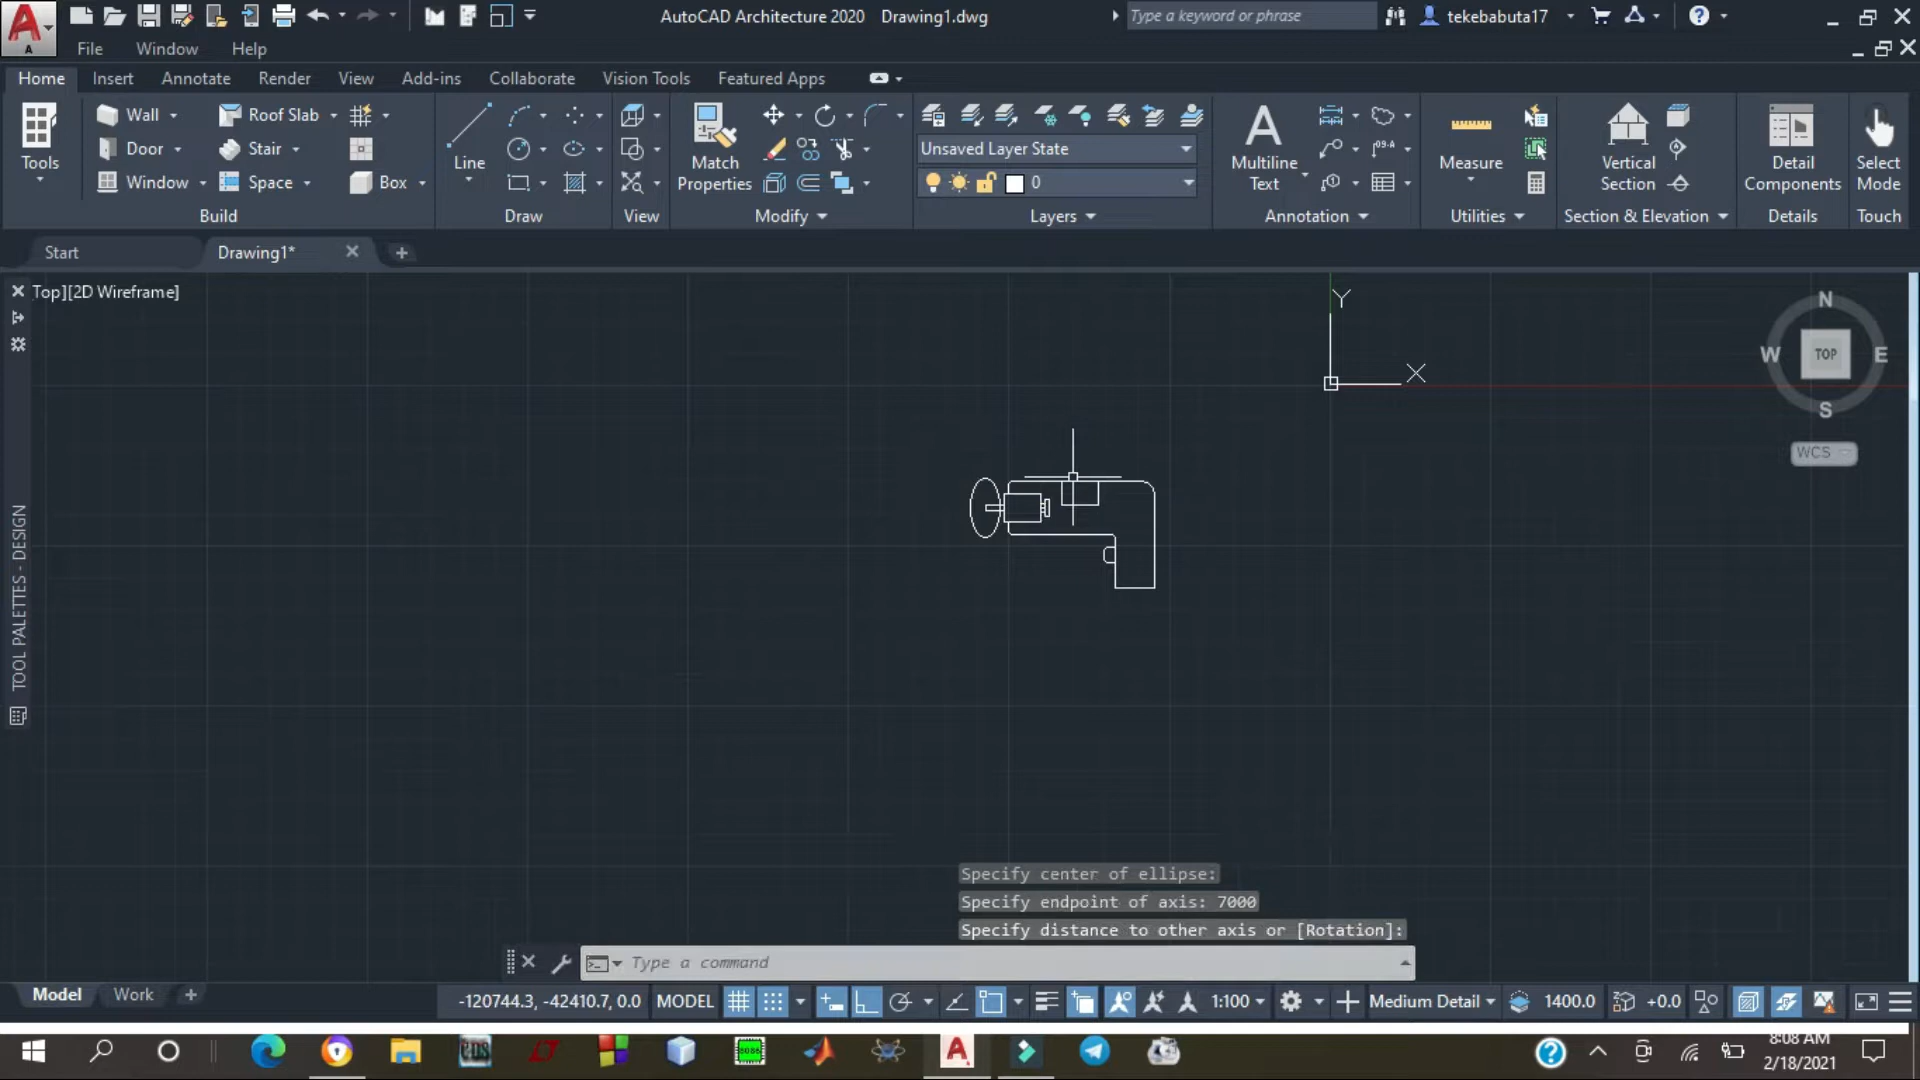 AutoCAD Architecture 2020 Drawing1.dwg
Type a keyword or phrase
tekebabuta17
A
File Window Help
Home Insert Annotate Render View Add-ins Collaborate Vision Tools Featured Apps
Tools
Wall
Door
Window
Roof Slab
Stair
Space
Box
Build
Line
Draw
View
Match
Properties
Modify
Unsaved Layer State
0
Layers
A
Multiline
Text
Annotation
Measure
Utilities
Vertical
Section
Section & Elevation
Detail
Components
Details
Select
Mode
Touch
Start
Drawing1*
Top][2D Wireframe]
Y
X
N
W
TOP
E
S
WCS
TOOL PALETTES - DESIGN
Specify center of ellipse:
Specify endpoint of axis: 7000
Specify distance to other axis or [Rotation]:
Type a command
Model Work
-120744.3, -42410.7, 0.0 MODEL
1:100
Medium Detail
1400.0
+0.0
8:08 AM
2/18/2021